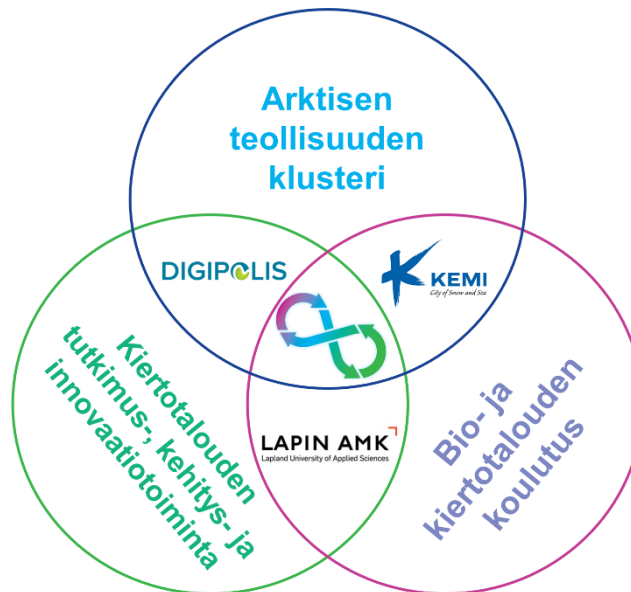 Arktisen
teollisuuden
klusteri
DIGIPOLIS
KEMI
City of Snow and Sea
Kiertotalouden
tutkimus-, kehitys- ja
innovaatiotoiminta
LAPIN AMK
Lapland University of Applied Sciences
Bio- ja
kiertotalouden
koulutus